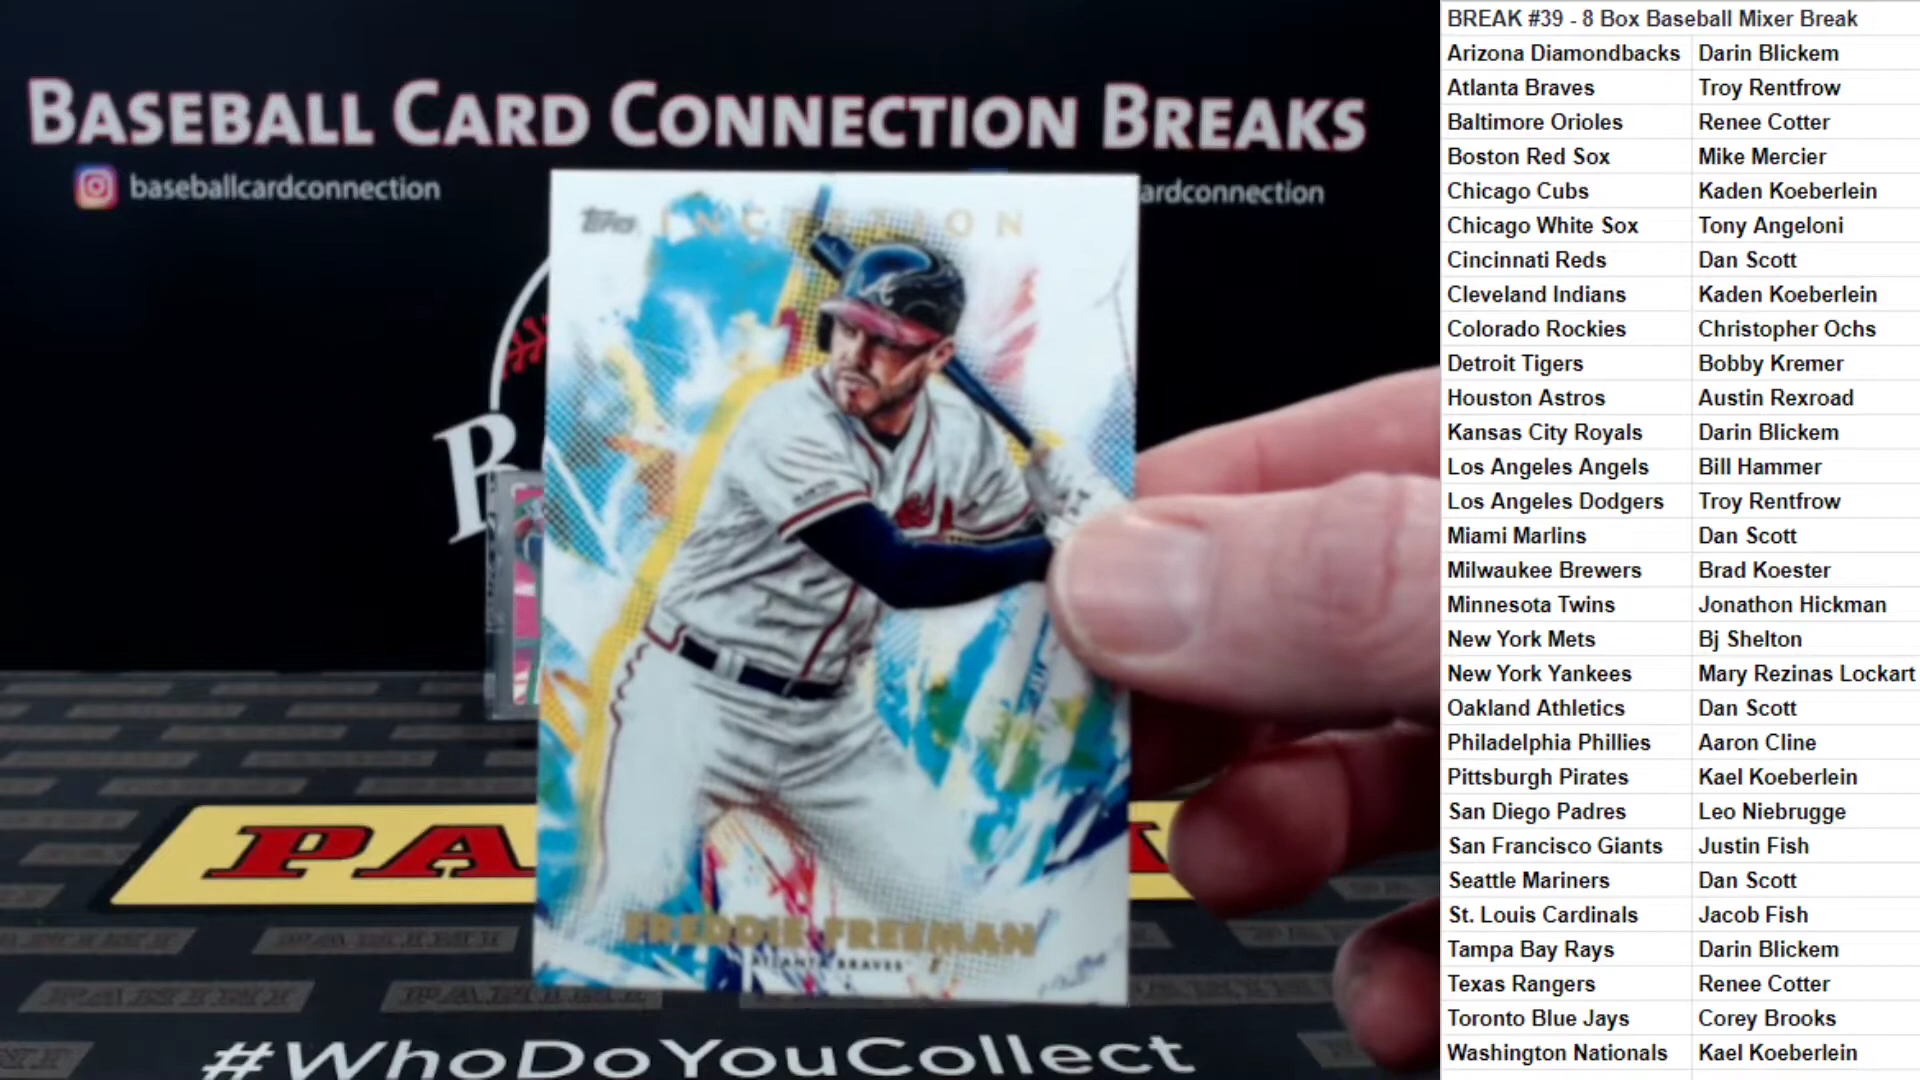 BASEBALL CARD CONNECTION BREAKS
baseballcardconnection
ardconnection
Topps INCEPTION
FREDDIE FREEMAN
ATLANTA BRAVES
PA
PANINI PANINI
#WhoDoYouCollect
BREAK #39 - 8 Box Baseball Mixer Break
Arizona Diamondbacks Darin Blickem
Atlanta Braves Troy Rentfrow
Baltimore Orioles Renee Cotter
Boston Red Sox Mike Mercier
Chicago Cubs Kaden Koeberlein
Chicago White Sox Tony Angeloni
Cincinnati Reds Dan Scott
Cleveland Indians Kaden Koeberlein
Colorado Rockies Christopher Ochs
Detroit Tigers Bobby Kremer
Houston Astros Austin Rexroad
Kansas City Royals Darin Blickem
Los Angeles Angels Bill Hammer
Los Angeles Dodgers Troy Rentfrow
Miami Marlins Dan Scott
Milwaukee Brewers Brad Koester
Minnesota Twins Jonathon Hickman
New York Mets Bj Shelton
New York Yankees Mary Rezinas Lockart
Oakland Athletics Dan Scott
Philadelphia Phillies Aaron Cline
Pittsburgh Pirates Kael Koeberlein
San Diego Padres Leo Niebrugge
San Francisco Giants Justin Fish
Seattle Mariners Dan Scott
St. Louis Cardinals Jacob Fish
Tampa Bay Rays Darin Blickem
Texas Rangers Renee Cotter
Toronto Blue Jays Corey Brooks
Washington Nationals Kael Koeberlein